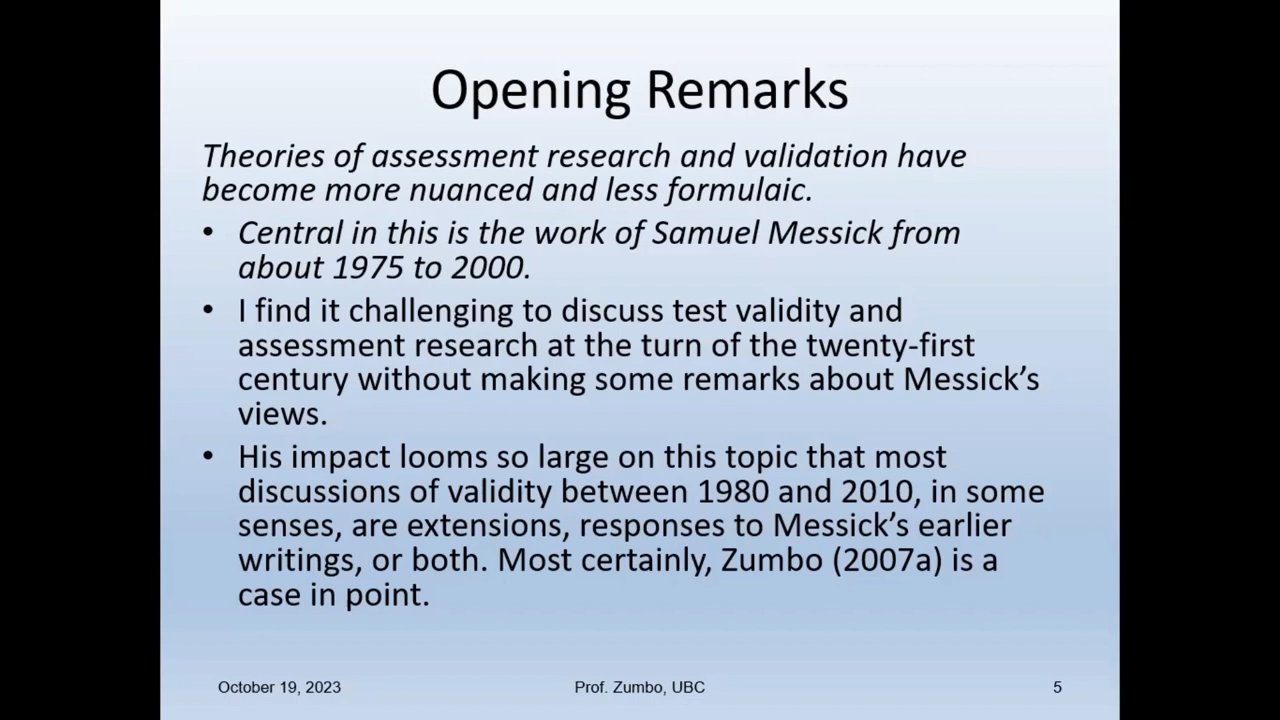 Opening Remarks
Theories of assessment research and validation have
become more nuanced and less formulaic.
• Central in this is the work of Samuel Messick from
about 1975 to 2000.
• I find it challenging to discuss test validity and
assessment research at the turn of the twenty-first
century without making some remarks about Messick’s
views.
• His impact looms so large on this topic that most
discussions of validity between 1980 and 2010, in some
senses, are extensions, responses to Messick’s earlier
writings, or both. Most certainly, Zumbo (2007a) is a
case in point.
October 19, 2023
Prof. Zumbo, UBC
5